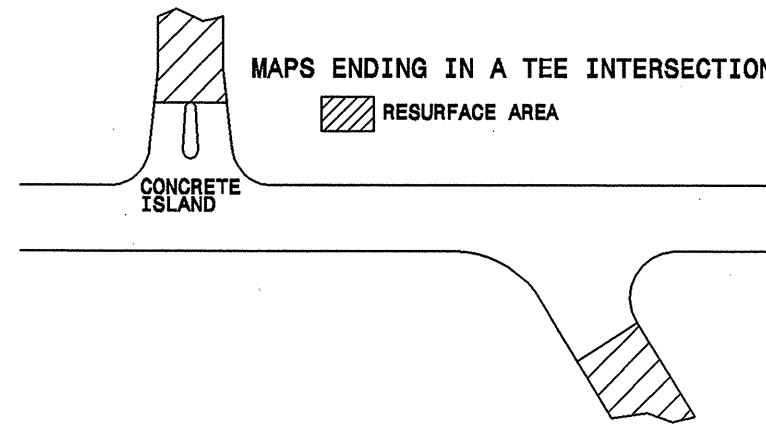 MAPS ENDING IN A TEE INTERSECTION
RESURFACE AREA
CONCRETE
ISLAND